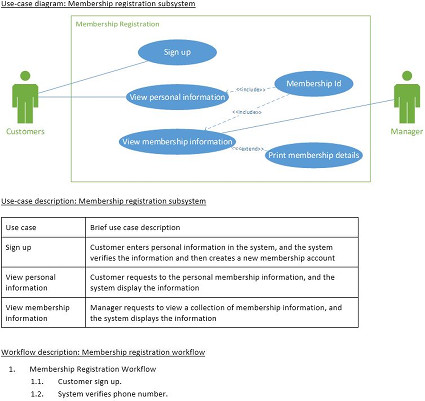 Use-case diagram: Membership registration subsystem
Membership Registration
Sign up
Membership Id
<<include>>
View personal information
<<include>>
Customers
Manager
View membership information
<<extend>>
Print membership details
Use-case description: Membership registration subsystem
Use case Brief use case description
Sign up Customer enters personal information in the system, and the system
verifies the information and then creates a new membership account
View personal Customer requests to the personal membership information, and the
information system display the information
View membership Manager requests to view a collection of membership information, and
information the system displays the information
Workflow description: Membership registration workflow
1. Membership Registration Workflow
1.1. Customer sign up.
1.2. System verifies phone number.